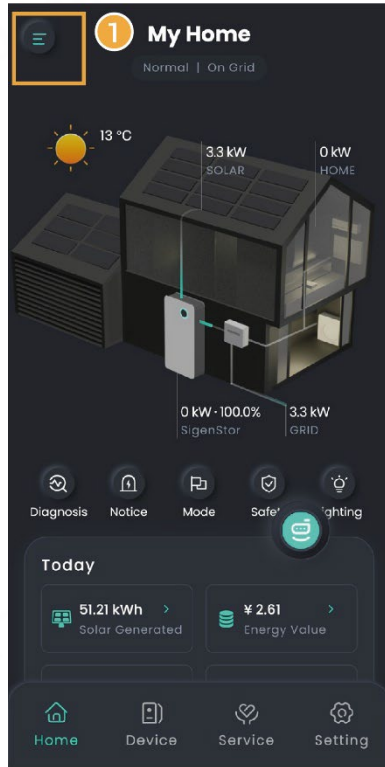 1 My Home
Normal | On Grid
13 °C
3.3 kW
SOLAR
0 kW
HOME
0 kW · 100.0%
SigenStor
3.3 kW
GRID
Diagnosis
Notice
Mode
Safet
ghting
Today
51.21 kWh >
Solar Generated
¥ 2.61 >
Energy Value
Home
Device
Service
Setting